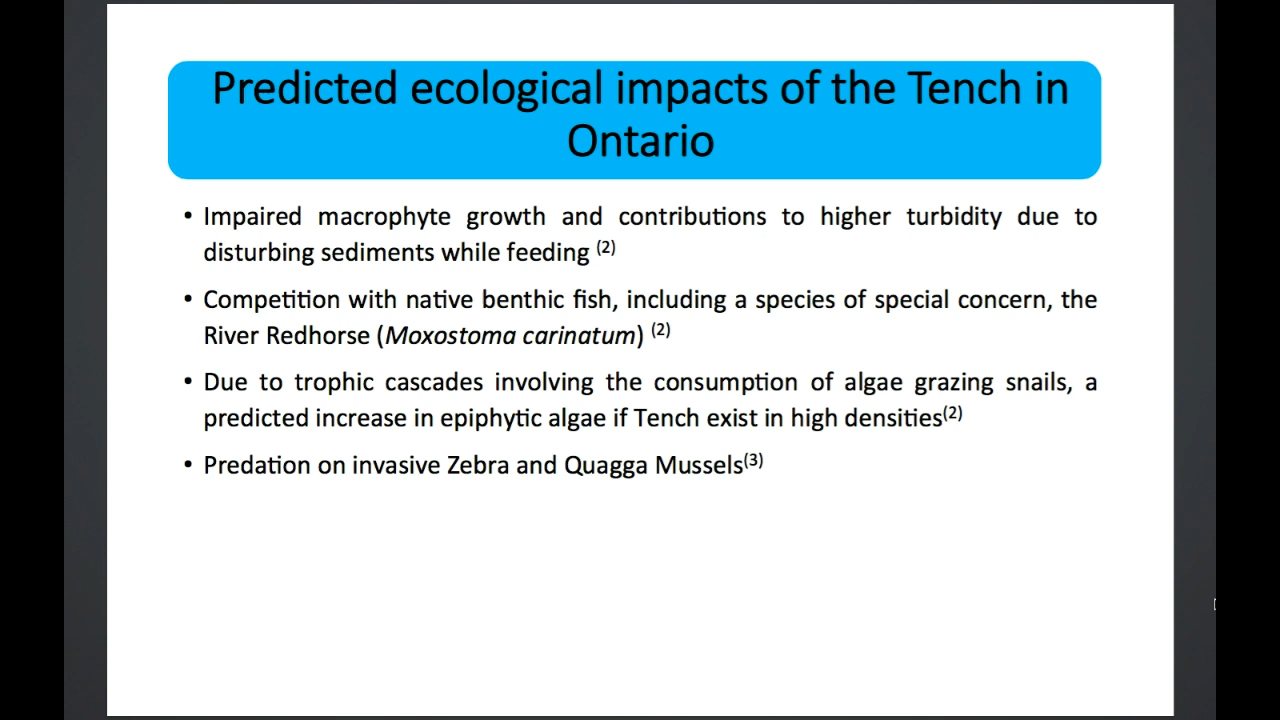 Predicted ecological impacts of the Tench in
Ontario
• Impaired macrophyte growth and contributions to higher turbidity due to
disturbing sediments while feeding (2)
• Competition with native benthic fish, including a species of special concern, the
River Redhorse (Moxostoma carinatum) (2)
• Due to trophic cascades involving the consumption of algae grazing snails, a
predicted increase in epiphytic algae if Tench exist in high densities(2)
• Predation on invasive Zebra and Quagga Mussels(3)